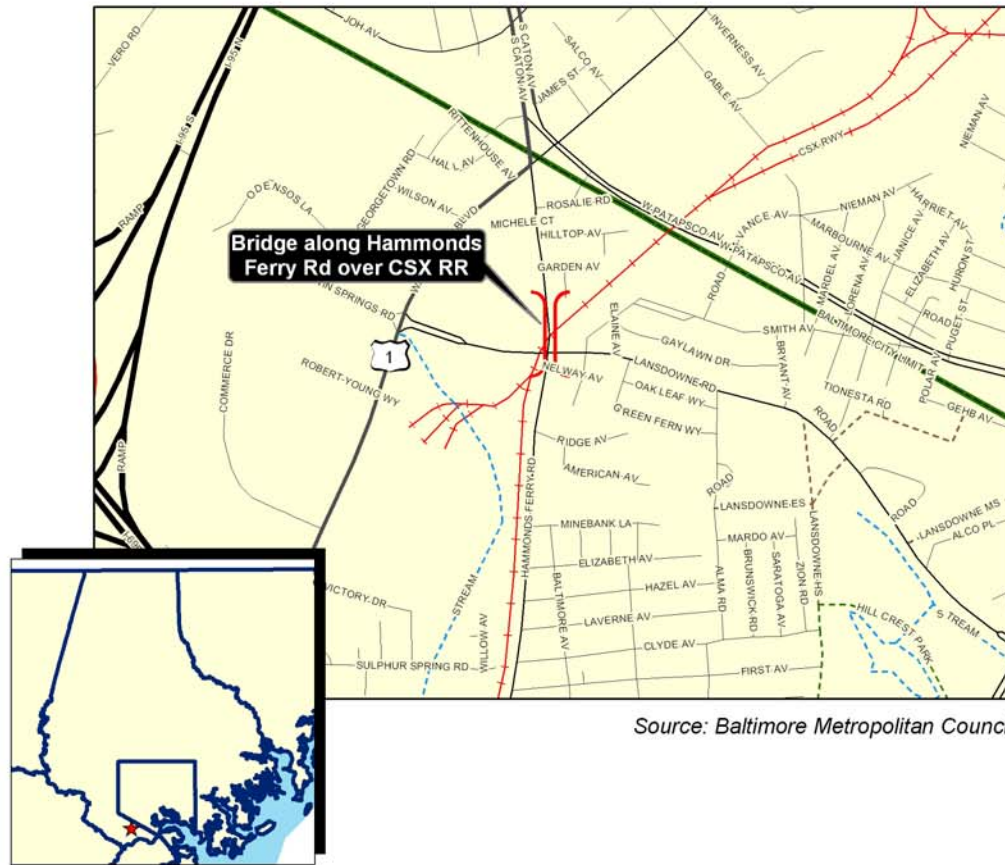 VERO RD
I-95 N
I-95 S
RAMP
JOH AV
S CATON AV
S CATON AV
SALCO AV
JAMES ST
INVERNESS AV
GABLE AV
CSX RWY
NIEMAN AV
RITTENHOUSE AV
GEORGETOWN RD
HALL AV
WILSON AV
BLVD
ODENSOS LA
ROSALIE RD
MICHELE CT
HILLTOP AV
GARDEN AV
W PATAPSCO AV
W PATAPSCO AV
VANCE AV
ROAD
NIEMAN AV
MARBOURNE AV
HARRIET AV
JANICE AV
ELIZABETH AV
HURON ST
MARDEL AV
LORENA AV
ROAD
PUGET ST
BALTIMORE CITY LIMIT
POLAR AV
GEHB AV
Bridge along Hammonds
Ferry Rd over CSX RR
SPRINGS RD
1
COMMERCE DR
ROBERT YOUNG WY
ELAINE AV
SMITH AV
GAYLAWN DR
BRYANT AV
NELWAY AV
LANSDOWNE RD
OAK LEAF WY
GREEN FERN WY
TIONESTA RD
ROAD
RIDGE AV
AMERICAN AV
HAMMONDS FERRY RD
ROAD
LANSDOWNE ES
LANSDOWNE HS
ROAD
LANSDOWNE MS
ALCO PL
RAMP
MINEBANK LA
MARDO AV
ELIZABETH AV
HAZEL AV
BALTIMORE AV
LAVERNE AV
ALMA RD
BRUNSWICK RD
SARATOGA AV
ZION RD
CLYDE AV
FIRST AV
VICTORY DR
SULPHUR SPRING RD
WILLOW AV
STREAM
HILL CREST PARK
STREAM
Source: Baltimore Metropolitan Counc